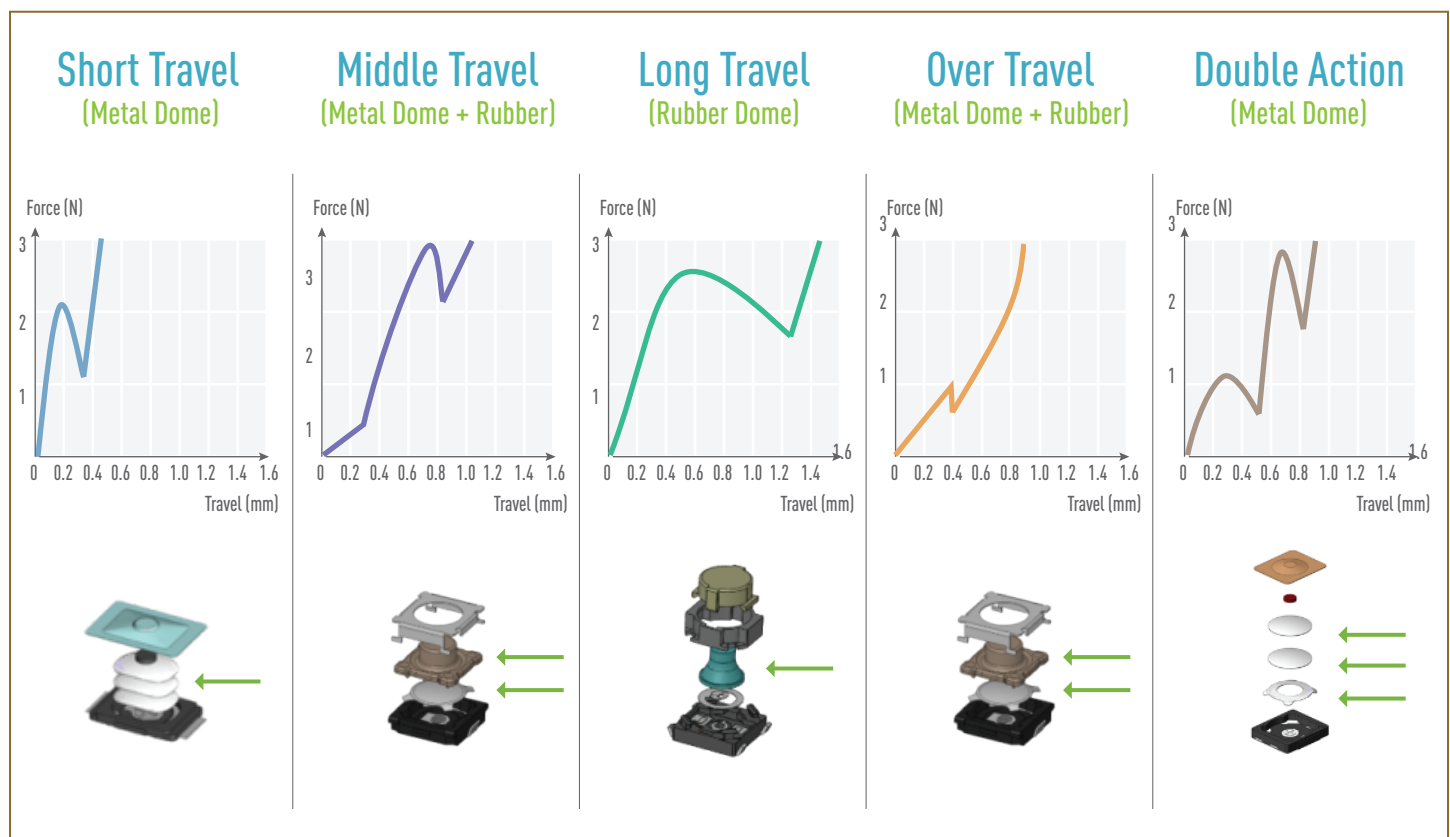 Short Travel
(Metal Dome)
Middle Travel
(Metal Dome + Rubber)
Long Travel
(Rubber Dome)
Over Travel
(Metal Dome + Rubber)
Double Action
(Metal Dome)
Force (N)
3
2
1
0 0.2 0.4 0.6 0.8 1.0 1.2 1.4 1.6
Travel (mm)
Force (N)
3
2
1
0 0.2 0.4 0.6 0.8 1.0 1.2 1.4 1.6
Travel (mm)
Force (N)
3
2
1
0 0.2 0.4 0.6 0.8 1.0 1.2 1.4 1.6
Travel (mm)
Force (N)
3
2
1
0 0.2 0.4 0.6 0.8 1.0 1.2 1.4 1.6
Travel (mm)
Force (N)
3
2
1
0 0.2 0.4 0.6 0.8 1.0 1.2 1.4 1.6
Travel (mm)